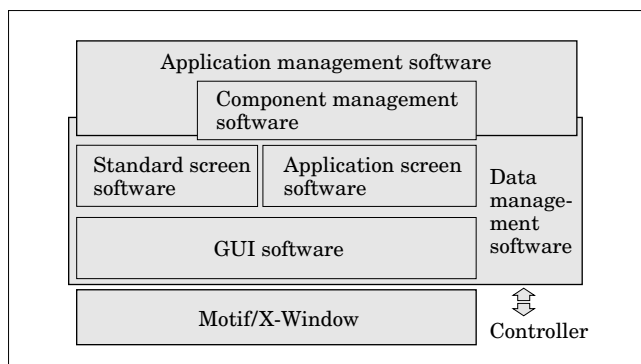 Application management software
Component management
software
Standard screen
software
Application screen
software
Data
manage-
ment
software
GUI software
Motif/X-Window
Controller